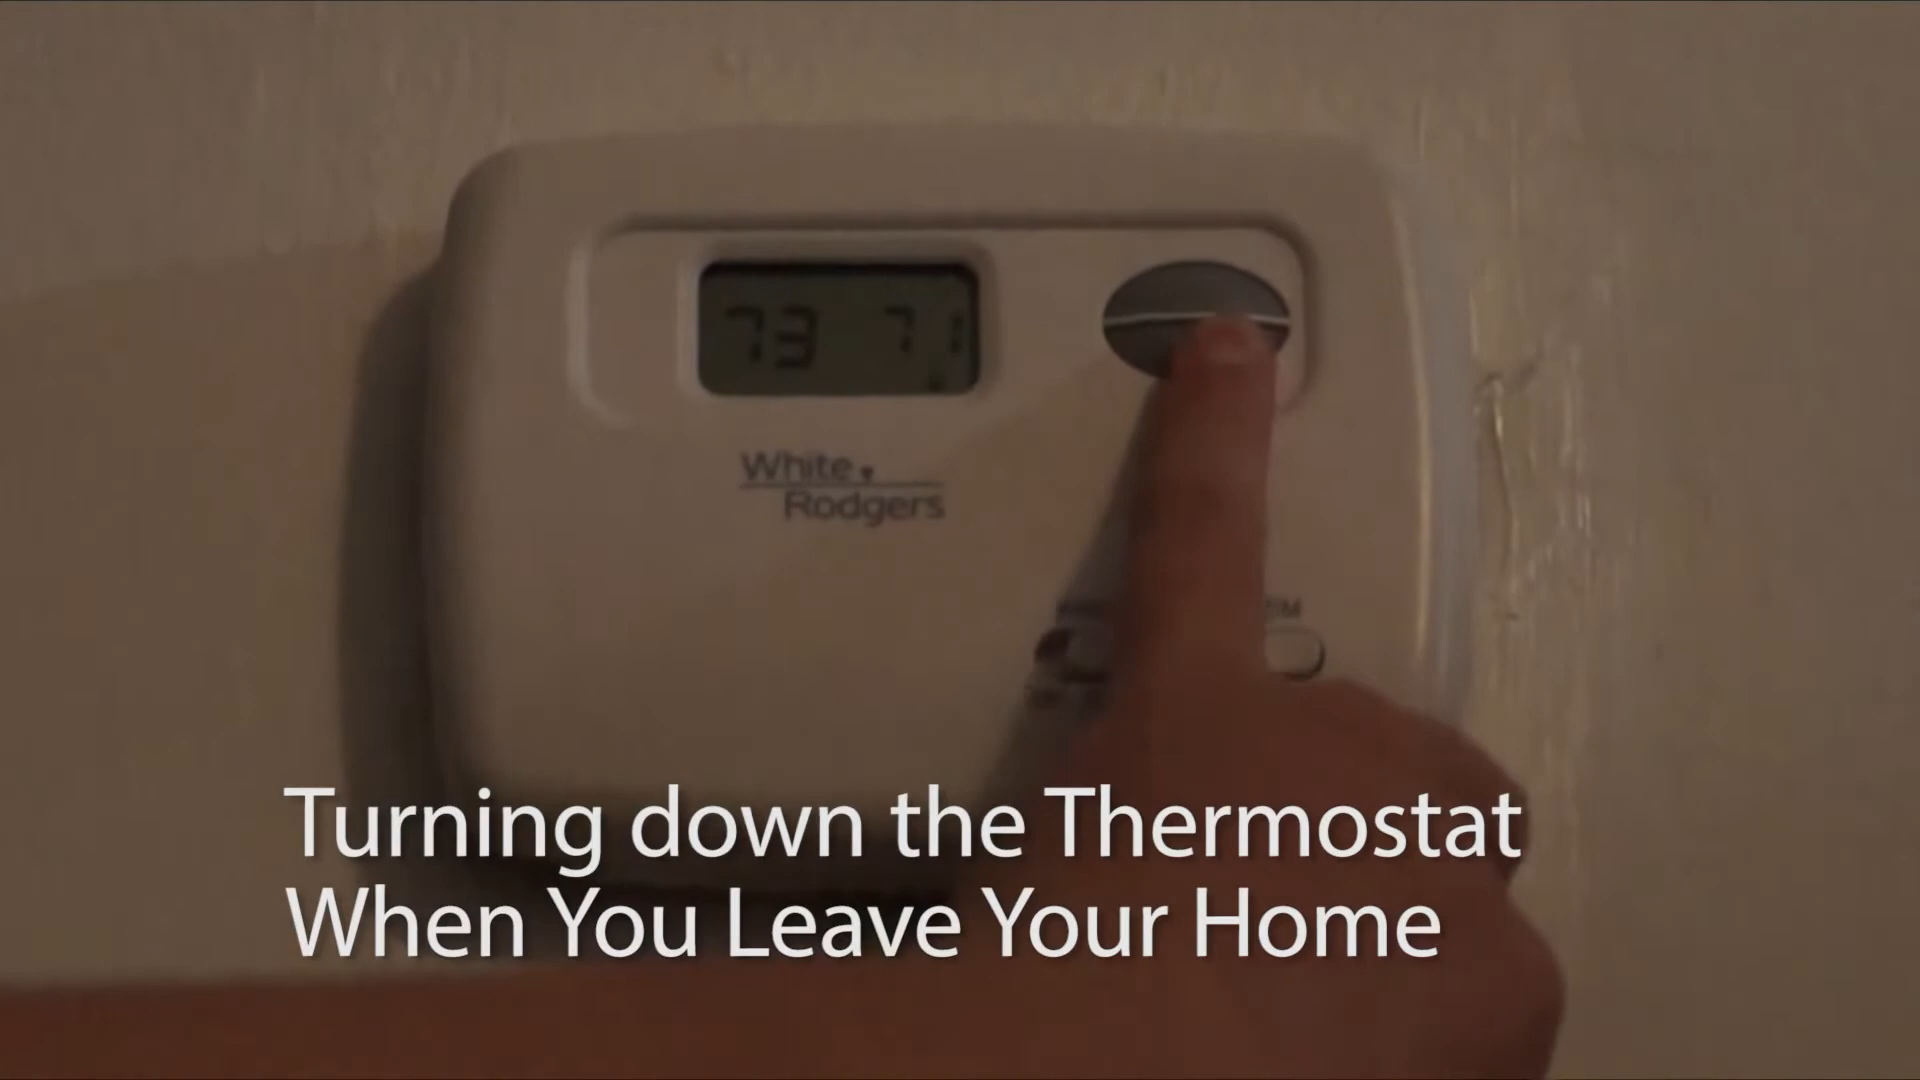 73 71
White
Rodgers
Turning down the Thermostat
When You Leave Your Home